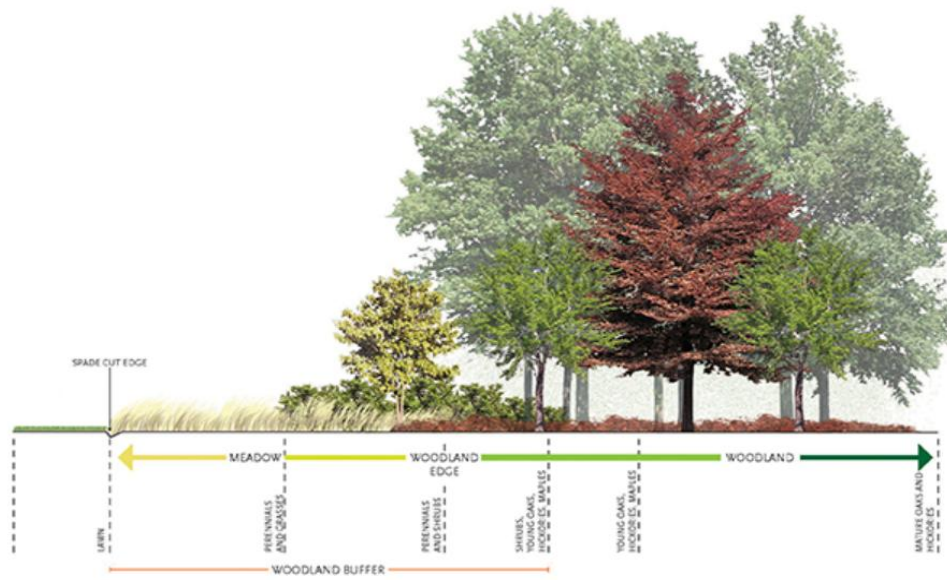 SPADE CUT EDGE
MEADOW
WOODLAND
EDGE
WOODLAND
LAWN
PERENNIALS
AND GRASSES
PERENNIALS
AND SHRUBS
SHRUBS,
YOUNG OAKS,
HICKORIES, MAPLES
YOUNG OAKS,
HICKORIES, MAPLES
MATURE OAKS AND
HICKORIES
WOODLAND BUFFER